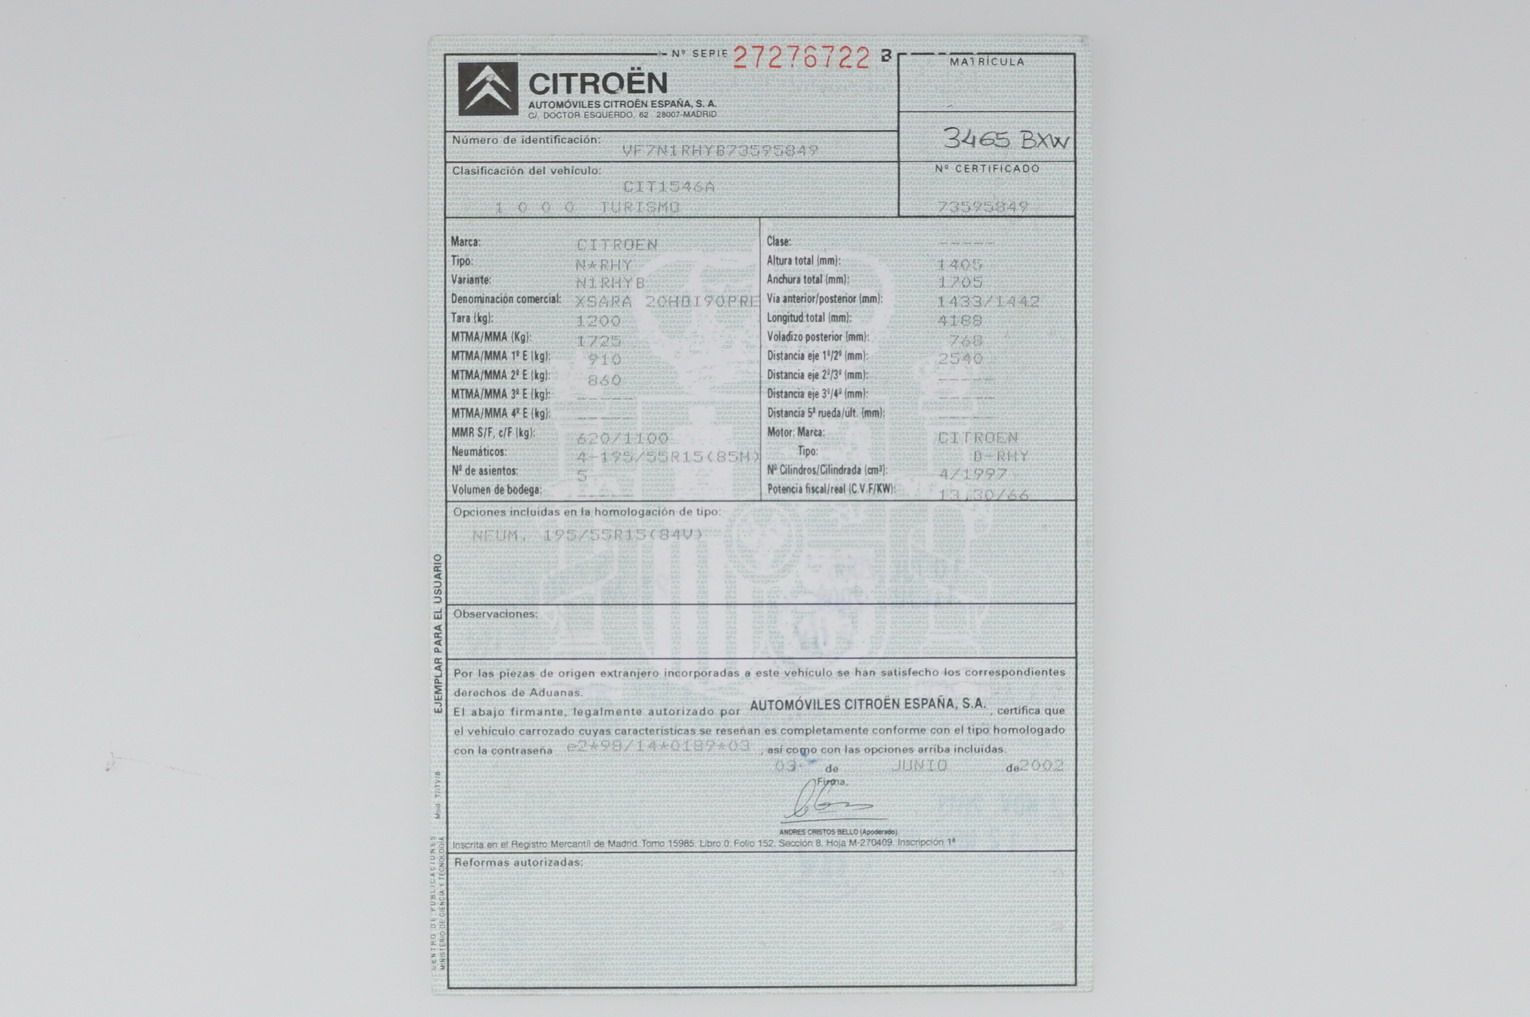 Nº SERIE 27276722 B
CITROËN
AUTOMÓVILES CITROËN ESPAÑA, S. A.
C/. DOCTOR ESQUERDO, 62 28007-MADRID
MATRÍCULA
3465 BXW
Número de identificación: VF7N1RHYB73595849
Nº CERTIFICADO
73595849
Clasificación del vehículo:
CIT1546A
1 0 0 0 TURISMO
Marca: CITROEN
Tipo: N*RHY
Variante: N1RHYB
Denominación comercial: XSARA 20HDI90PRE
Tara (kg): 1200
MTMA/MMA (Kg): 1725
MTMA/MMA 1º E (kg): 910
MTMA/MMA 2º E (kg): 860
MTMA/MMA 3º E (kg): -----
MTMA/MMA 4º E (kg): -----
MMR S/F, c/F (kg): 620/1100
Neumáticos: 4-195/55R15(85H)
Nº de asientos: 5
Volumen de bodega: -----
Clase: -----
Altura total (mm): 1405
Anchura total (mm): 1705
Via anterior/posterior (mm): 1433/1442
Longitud total (mm): 4188
Voladizo posterior (mm): 768
Distancia eje 1º/2º (mm): 2540
Distancia eje 2º/3º (mm): -----
Distancia eje 3º/4º (mm): -----
Distancia 5ª rueda/últ. (mm): -----
Motor: Marca: CITROEN
Tipo: D-RHY
Nº Cilindros/Cilindrada (cm³): 4/1997
Potencia fiscal/real (C.V.F/KW): 13,30/66
Opciones incluidas en la homologación de tipo:
NEUM. 195/55R15(84V)
Observaciones:
Por las piezas de origen extranjero incorporadas a este vehículo se han satisfecho los correspondientes
derechos de Aduanas.
El abajo firmante, legalmente autorizado por AUTOMÓVILES CITROËN ESPAÑA, S.A. , certifica que
el vehículo carrozado cuyas características se reseñan es completamente conforme con el tipo homologado
con la contraseña e2*98/14*0189*03 , así como con las opciones arriba incluidas.
03 de JUNIO de 2002
Firma,
ANDRES CRISTOS BELLO (Apoderado)
Inscrita en el Registro Mercantil de Madrid. Tomo 15985. Libro 0. Folio 152. Sección 8. Hoja M-270409. Inscripción 1ª
Reformas autorizadas:
EJEMPLAR PARA EL USUARIO
CENTRO DE PUBLICACIONES
MINISTERIO DE CIENCIA Y TECNOLOGÍA